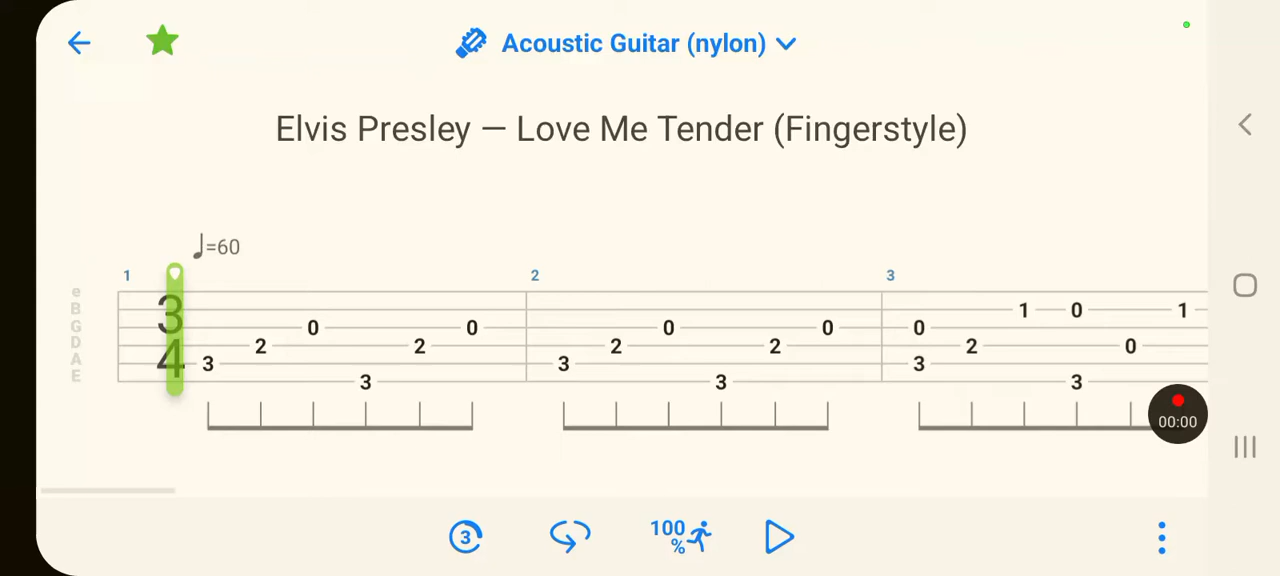 Acoustic Guitar (nylon)
Elvis Presley — Love Me Tender (Fingerstyle)
♩=60
1 2 3
e
B 1 0 1
G 0 0 0 0 0
D 2 2 2 2 2 0
A 3 3 3
E 3 3 3
3
4
00:00
3
100
%